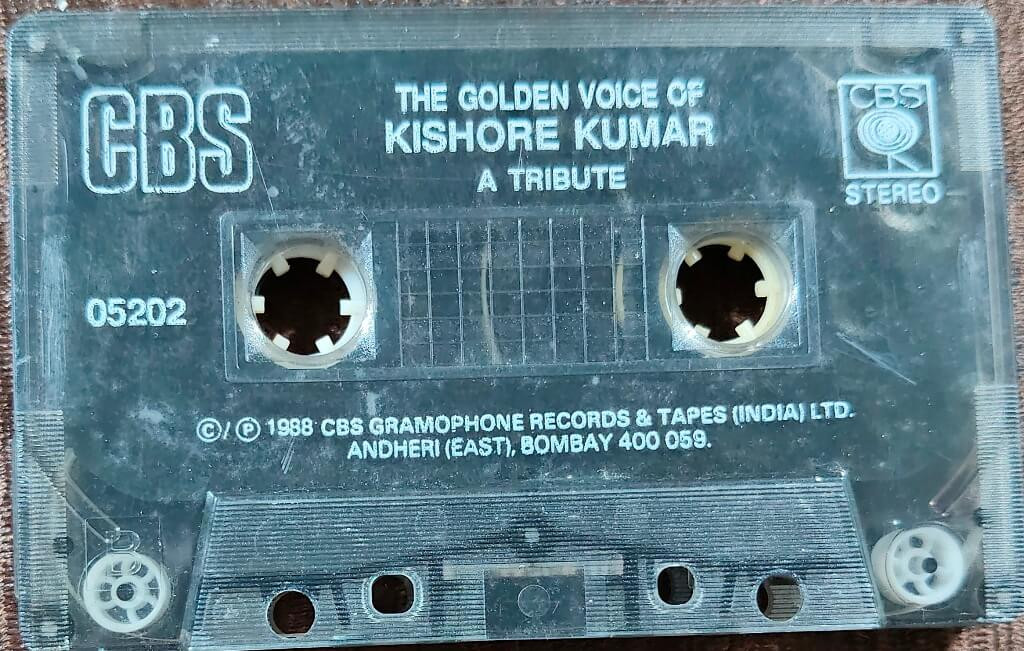 CBS
THE GOLDEN VOICE OF
KISHORE KUMAR
A TRIBUTE
CBS
STEREO
05202
©/℗ 1988 CBS GRAMOPHONE RECORDS & TAPES (INDIA) LTD.
ANDHERI (EAST), BOMBAY 400 059.